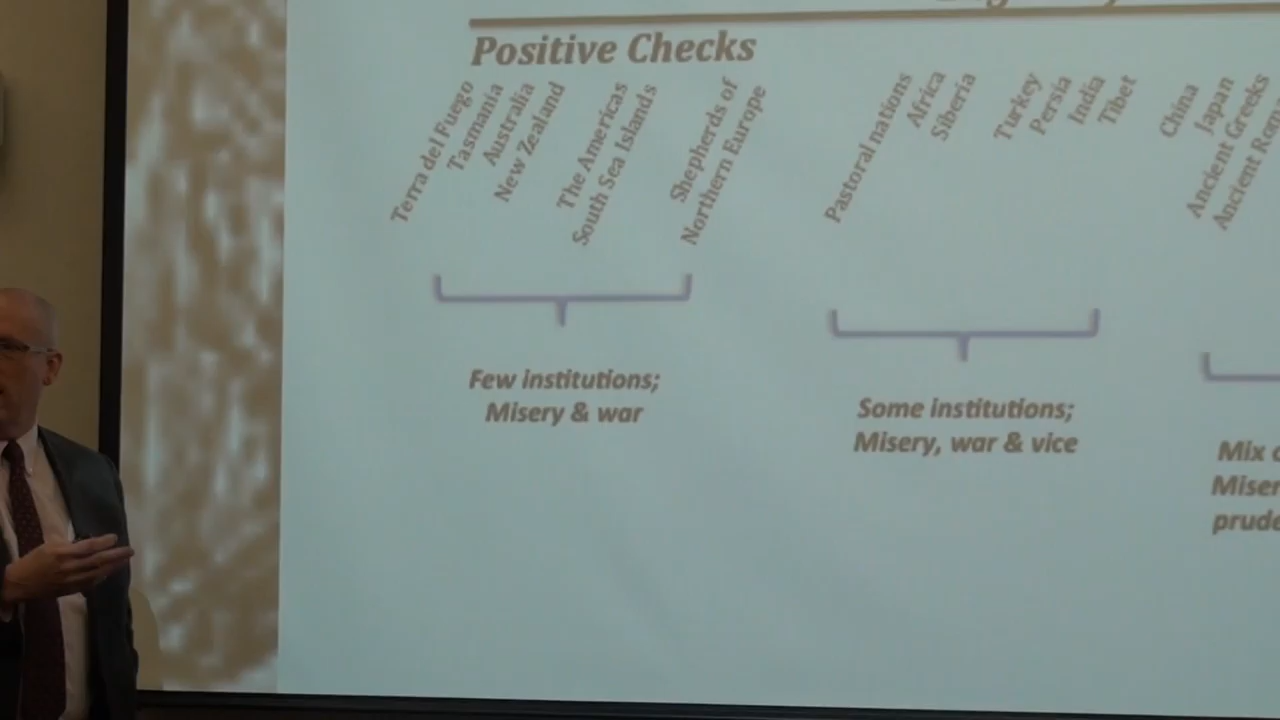 Positive Checks
Terra del Fuego
Tasmania
Australia
New Zealand
The Americas
South Sea Islands
Shepherds of
Northern Europe
Pastoral nations
Africa
Siberia
Turkey
Persia
India
Tibet
China
Japan
Ancient Greeks
Ancient
Few institutions;
Misery & war
Some institutions;
Misery, war & vice
Mix